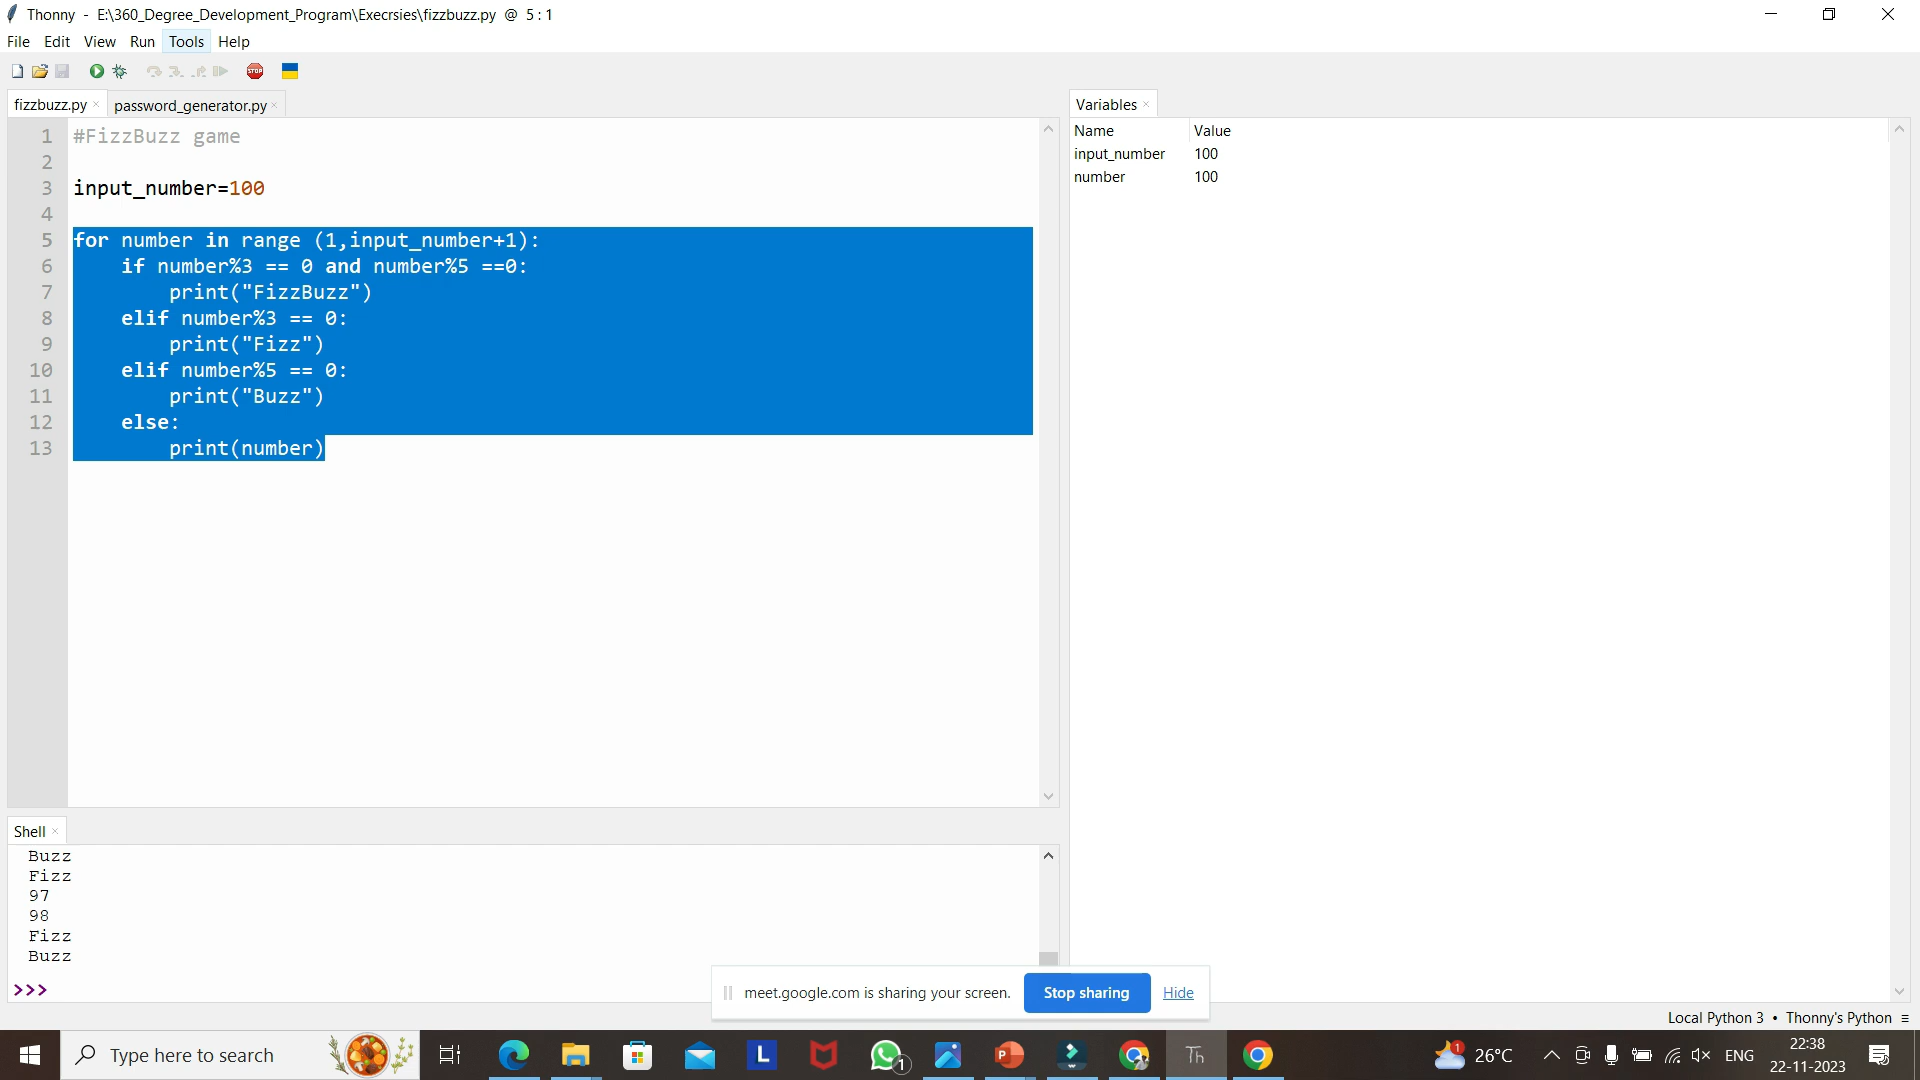 Thonny - E:\360_Degree_Development_Program\Execrsies\fizzbuzz.py @ 5 : 1
File Edit View Run Tools Help
STOP
fizzbuzz.py × password_generator.py ×
1 #FizzBuzz game
2
3 input_number=100
4
5 for number in range (1,input_number+1):
6 if number%3 == 0 and number%5 ==0:
7 print("FizzBuzz")
8 elif number%3 == 0:
9 print("Fizz")
10 elif number%5 == 0:
11 print("Buzz")
12 else:
13 print(number)
Variables ×
Name Value
input_number 100
number 100
Shell ×
Buzz
Fizz
97
98
Fizz
Buzz
>>>
meet.google.com is sharing your screen. Stop sharing Hide
Local Python 3 • Thonny's Python ≡
Type here to search
L
1
P
Th
1
26°C
ENG
22:38
22-11-2023